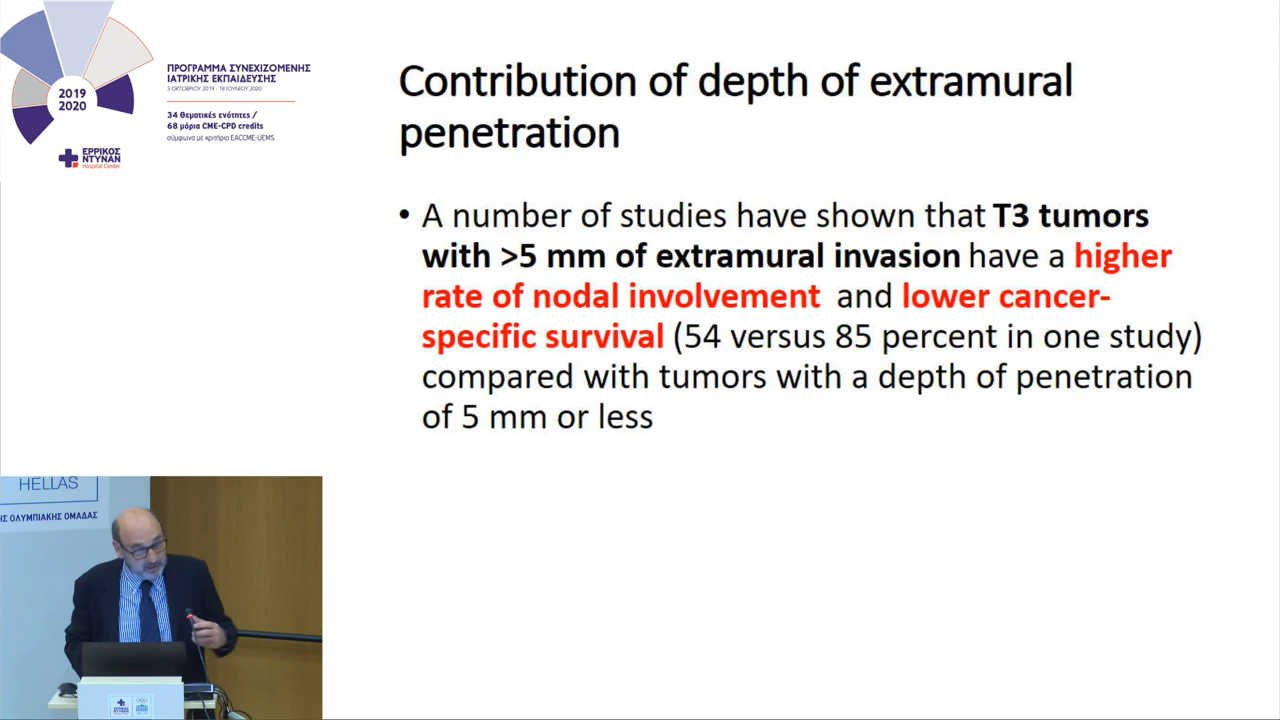 ΠΡΟΓΡΑΜΜΑ ΣΥΝΕΧΙΖΟΜΕΝΗΣ
ΙΑΤΡΙΚΗΣ ΕΚΠΑΙΔΕΥΣΗΣ
3 ΟΚΤΩΒΡΙΟΥ 2019 - 18 ΙΟΥΝΙΟΥ 2020
2019
2020
34 θεματικές ενότητες /
68 μόρια CME-CPD credits
σύμφωνα με κριτήρια EACCME-UEMS
ΕΡΡΙΚΟΣ
ΝΤΥΝΑΝ
Hospital Center
Contribution of depth of extramural
penetration
• A number of studies have shown that T3 tumors
with >5 mm of extramural invasion have a higher
rate of nodal involvement and lower cancer-
specific survival (54 versus 85 percent in one study)
compared with tumors with a depth of penetration
of 5 mm or less
HELLAS
ΗΣ ΟΛΥΜΠΙΑΚΗΣ ΟΜΑΔΑΣ
ΕΡΡΙΚΟΣ
ΝΤΥΝΑΝ